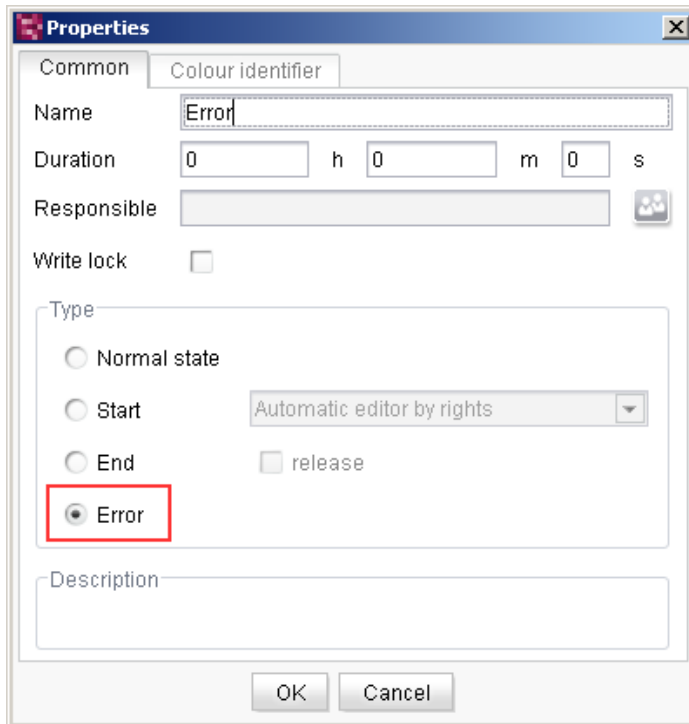 Properties
Common Colour identifier
Name Error
Duration 0 h 0 m 0 s
Responsible
Write lock
Type
Normal state
Start Automatic editor by rights
End release
Error
Description
OK Cancel